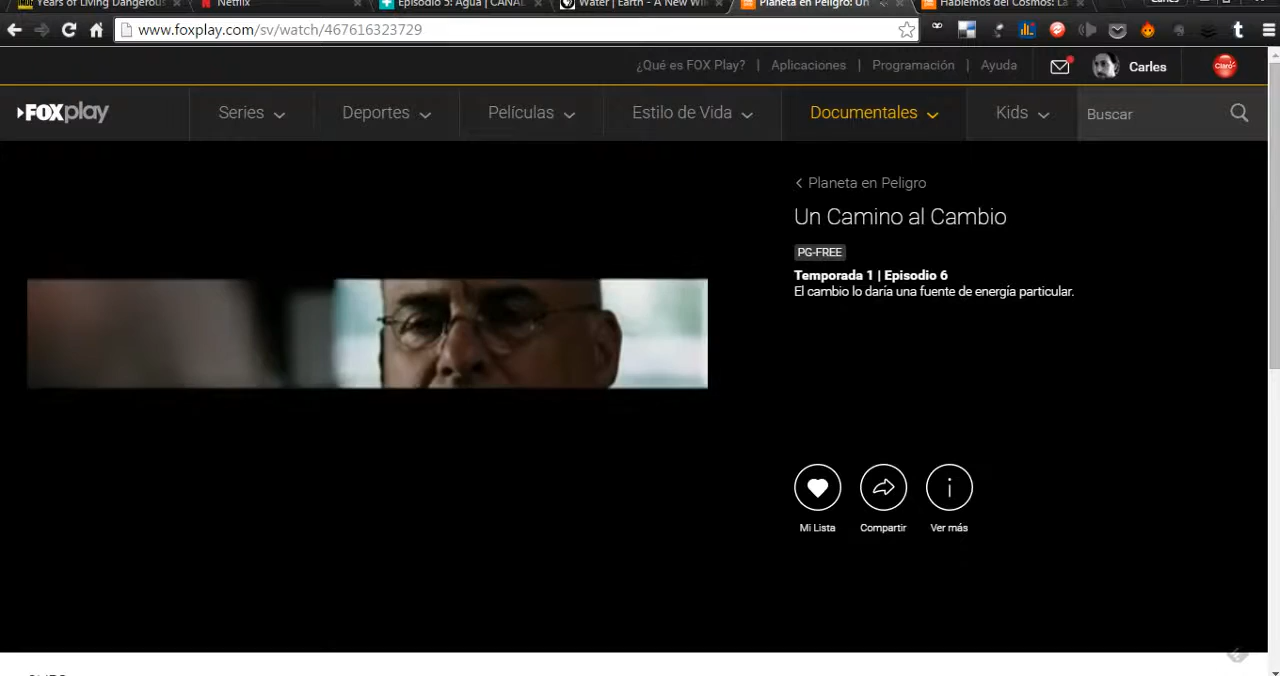 Years of Living Dangerous
Netflix
Episodio 5: Agua | CANAL
Water | Earth - A New Wil
Planeta en Peligro: Un
Hablemos del Cosmos: La
Carles
www.foxplay.com/sv/watch/467616323729
¿Qué es FOX Play? | Aplicaciones | Programación | Ayuda
Carles
Claro
FOXplay
Series
Deportes
Películas
Estilo de Vida
Documentales
Kids
Buscar
Planeta en Peligro
Un Camino al Cambio
PG-FREE
Temporada 1 | Episodio 6
El cambio lo daría una fuente de energía particular.
Mi Lista
Compartir
Ver más